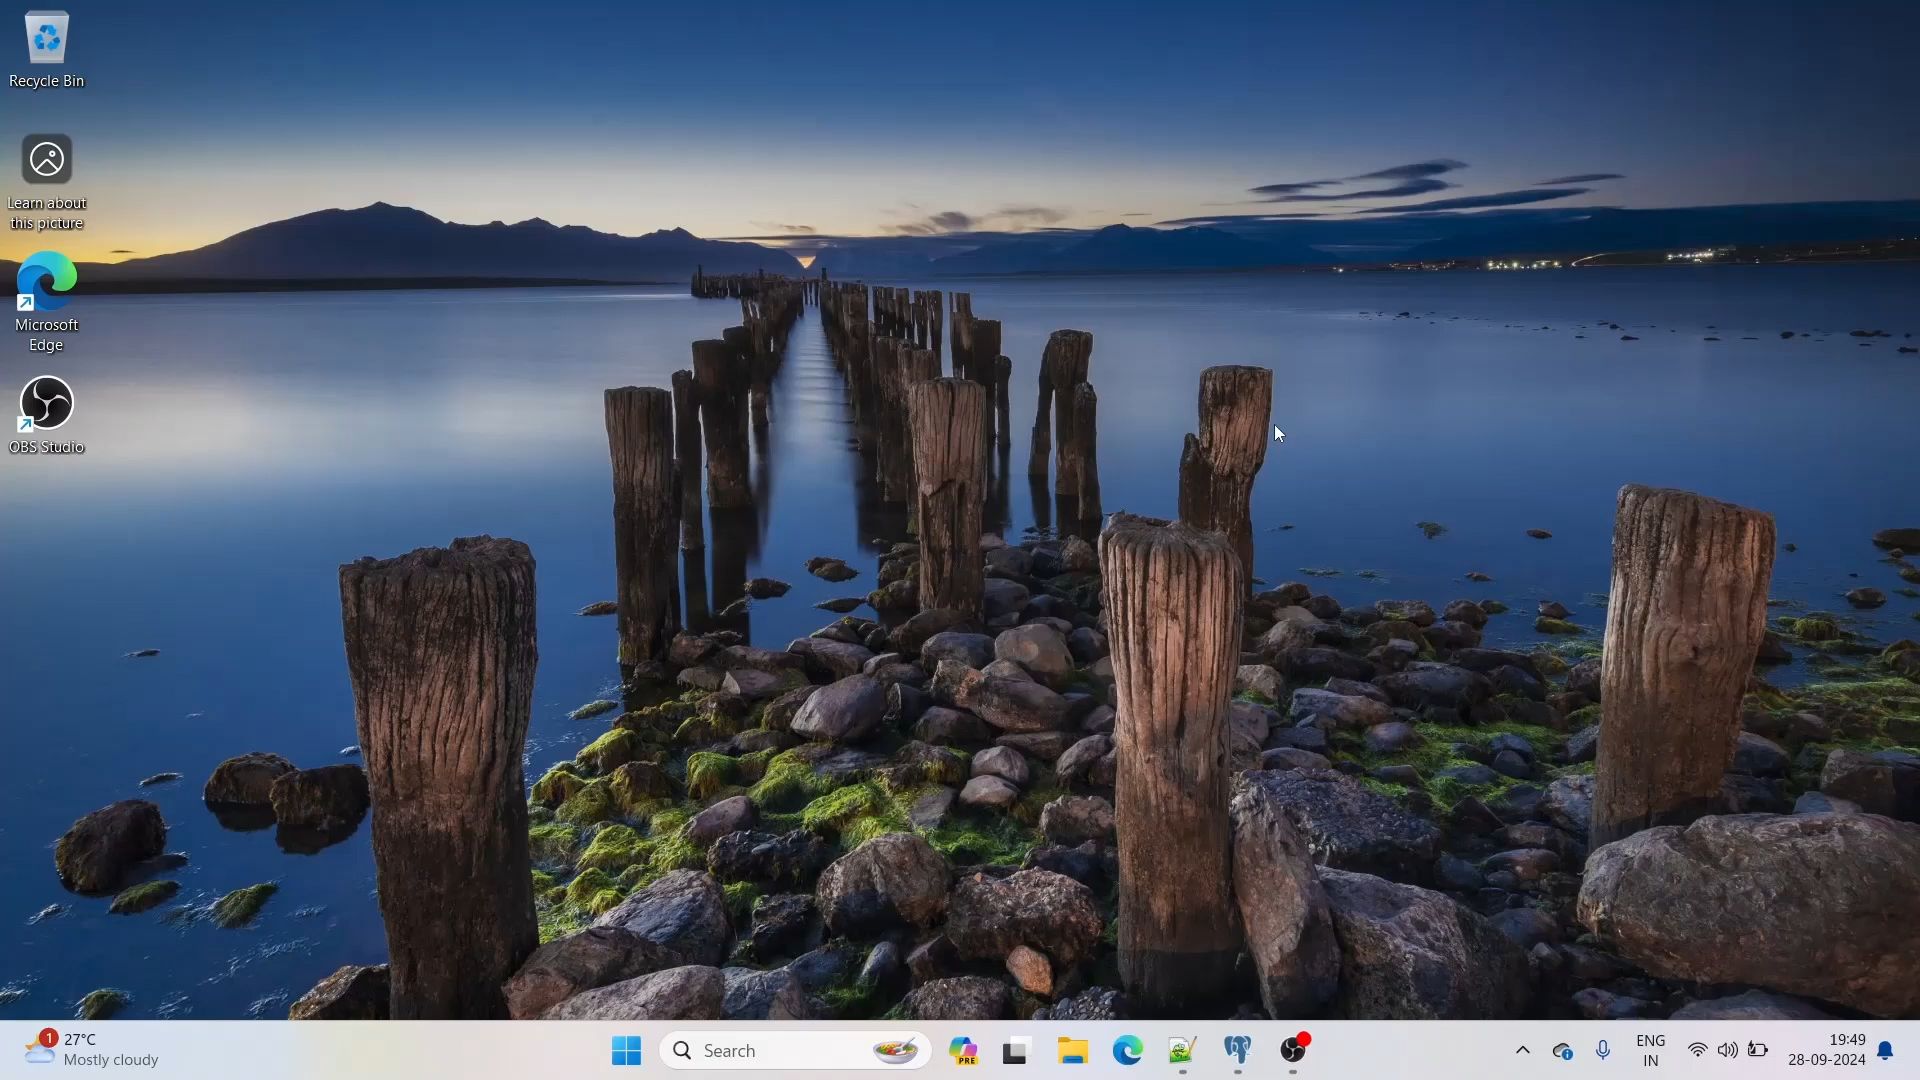 Recycle Bin
Learn about
this picture
Microsoft
Edge
OBS Studio
1
27°C
Mostly cloudy
Search
PRE
ENG
IN
19:49
28-09-2024